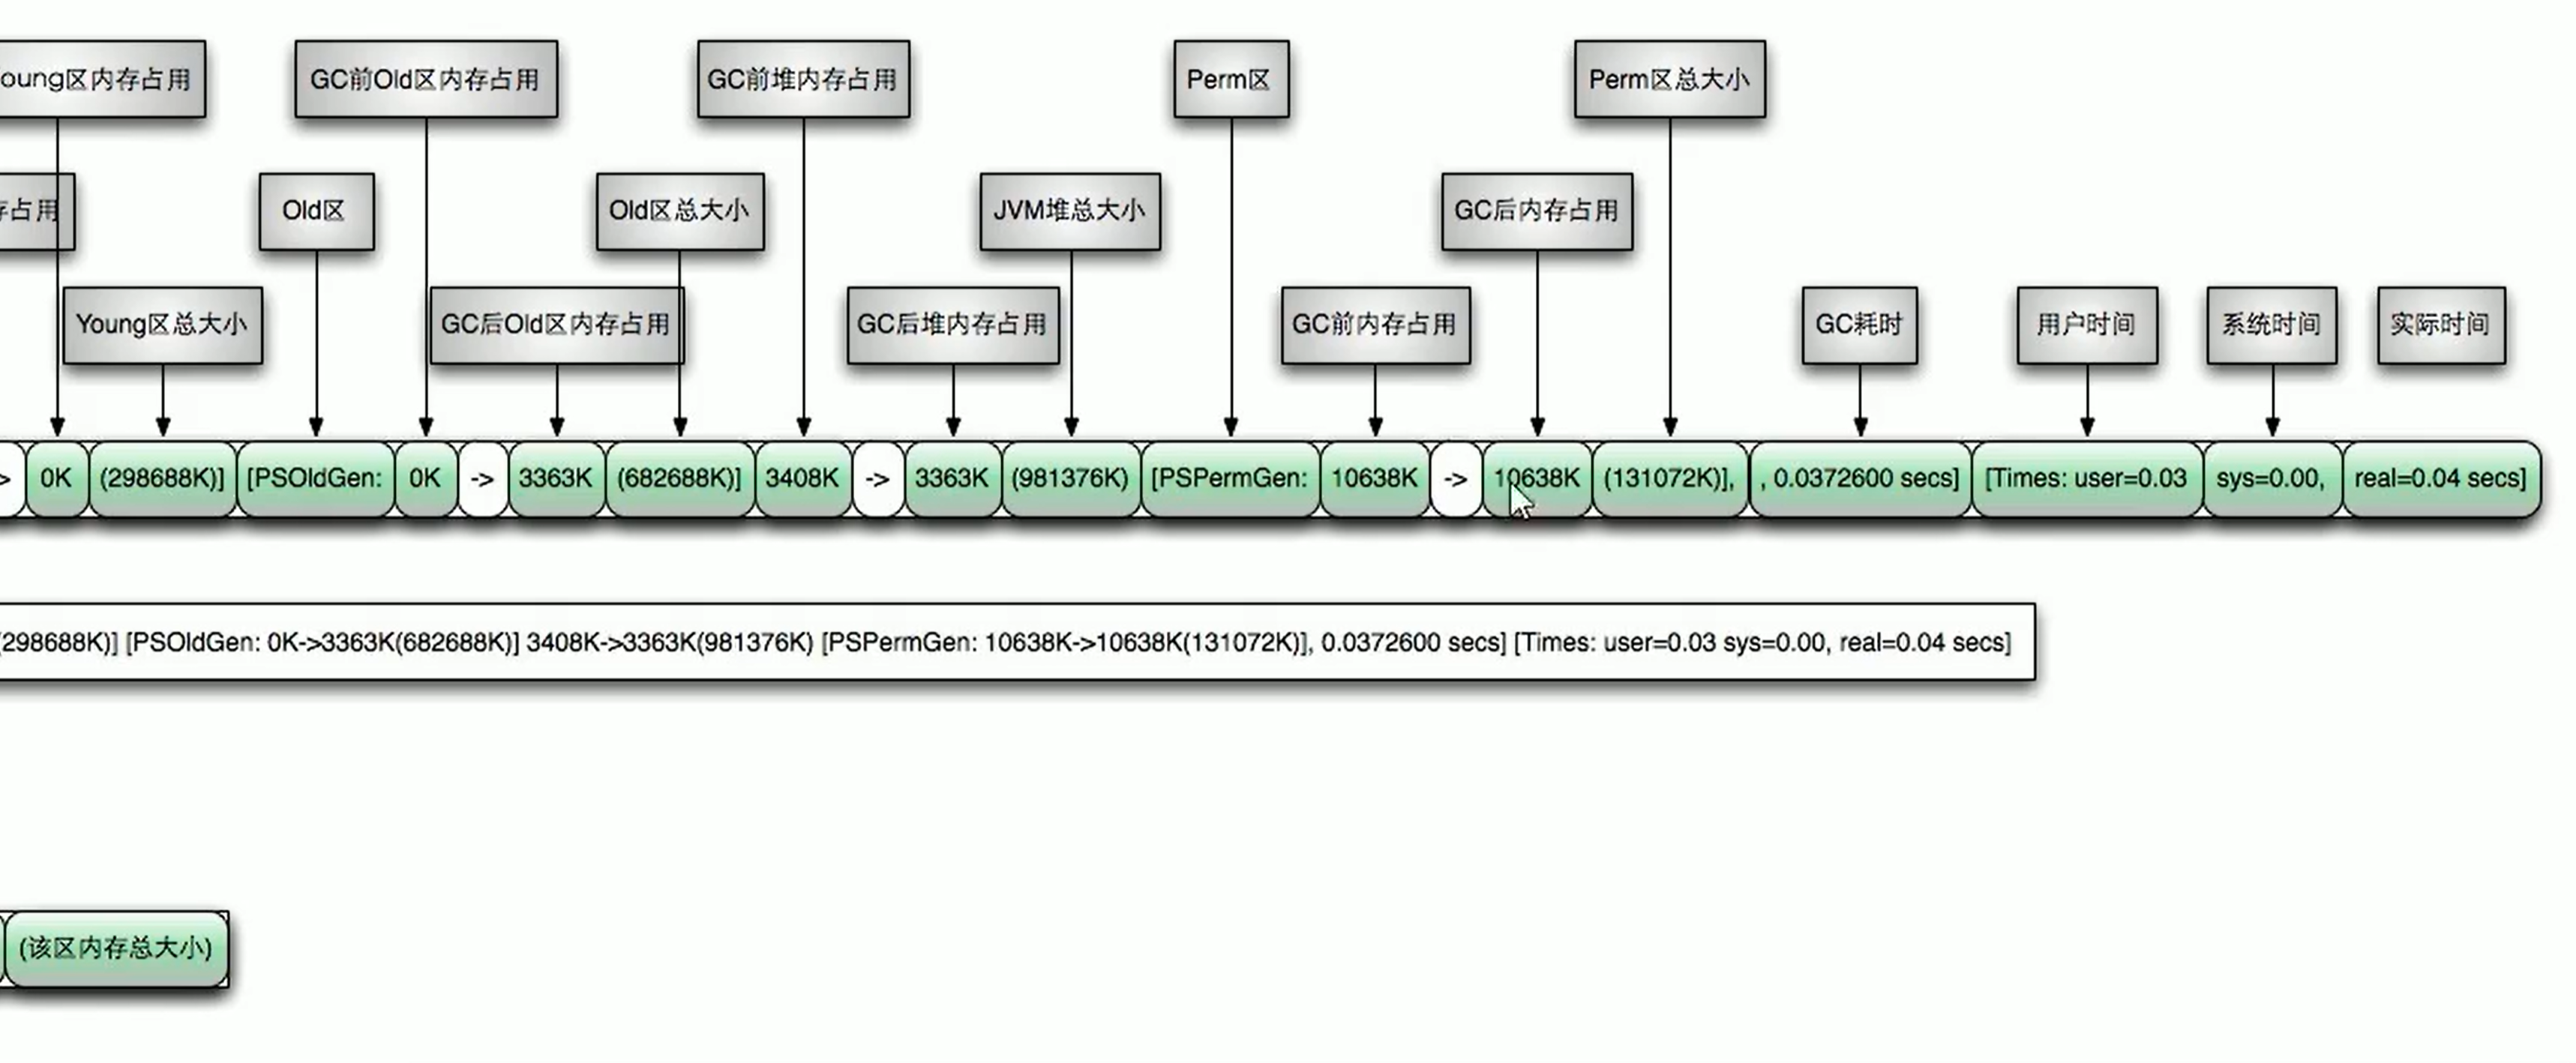 oung区内存占用
GC前Old区内存占用
GC前堆内存占用
Perm区
Perm区总大小
存占用
Old区
Old区总大小
JVM堆总大小
GC后内存占用
Young区总大小
GC后Old区内存占用
GC后堆内存占用
GC前内存占用
GC耗时
用户时间
系统时间
实际时间
> 0K (298688K)] [PSOldGen: 0K -> 3363K (682688K)] 3408K -> 3363K (981376K) [PSPermGen: 10638K -> 10638K (131072K)], , 0.0372600 secs] [Times: user=0.03 sys=0.00, real=0.04 secs]
(298688K)] [PSOldGen: 0K->3363K(682688K)] 3408K->3363K(981376K) [PSPermGen: 10638K->10638K(131072K)], 0.0372600 secs] [Times: user=0.03 sys=0.00, real=0.04 secs]
(该区内存总大小)